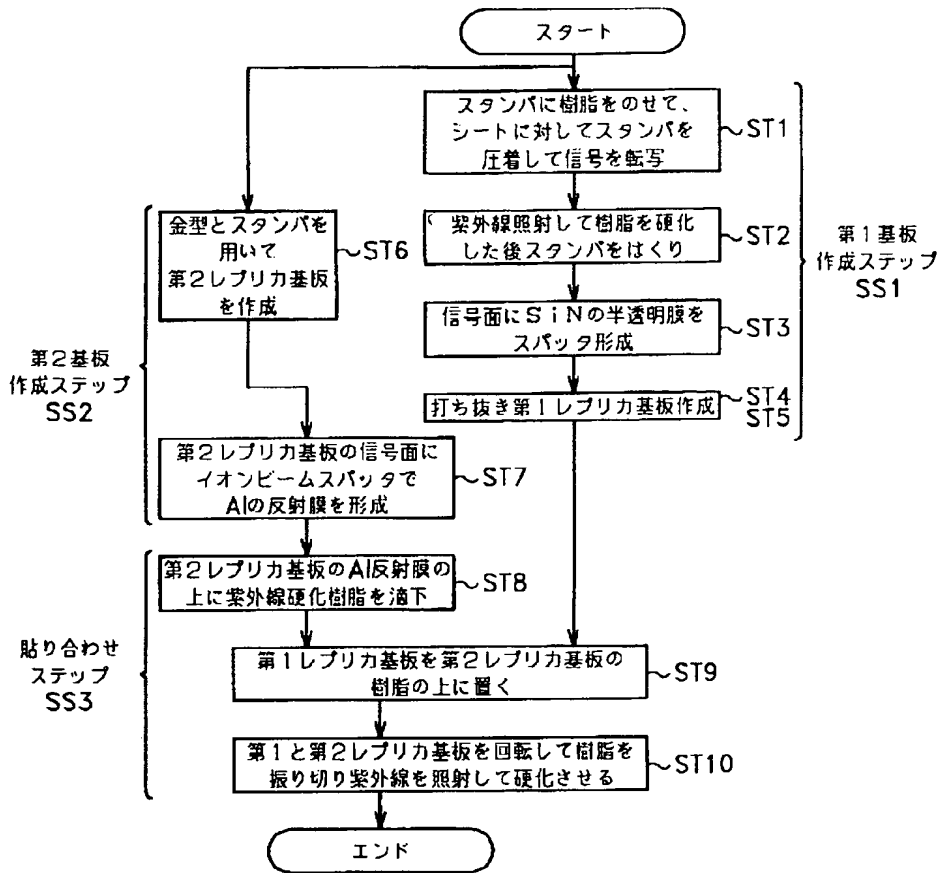 スタート
スタンパに樹脂をのせて、
シートに対してスタンパを
圧着して信号を転写
ST1
紫外線照射して樹脂を硬化
した後スタンパをはくり
ST2
信号面にSiNの半透明膜を
スパッタ形成
ST3
打ち抜き第1レプリカ基板作成
ST4
ST5
第1基板
作成ステップ
SS1
金型とスタンパを
用いて
第2レプリカ基板
を作成
ST6
第2レプリカ基板の信号面に
イオンビームスパッタで
Alの反射膜を形成
ST7
第2基板
作成ステップ
SS2
第2レプリカ基板のAl反射膜の
上に紫外線硬化樹脂を滴下
ST8
第1レプリカ基板を第2レプリカ基板の
樹脂の上に置く
ST9
第1と第2レプリカ基板を回転して樹脂を
振り切り紫外線を照射して硬化させる
ST10
貼り合わせ
ステップ
SS3
エンド